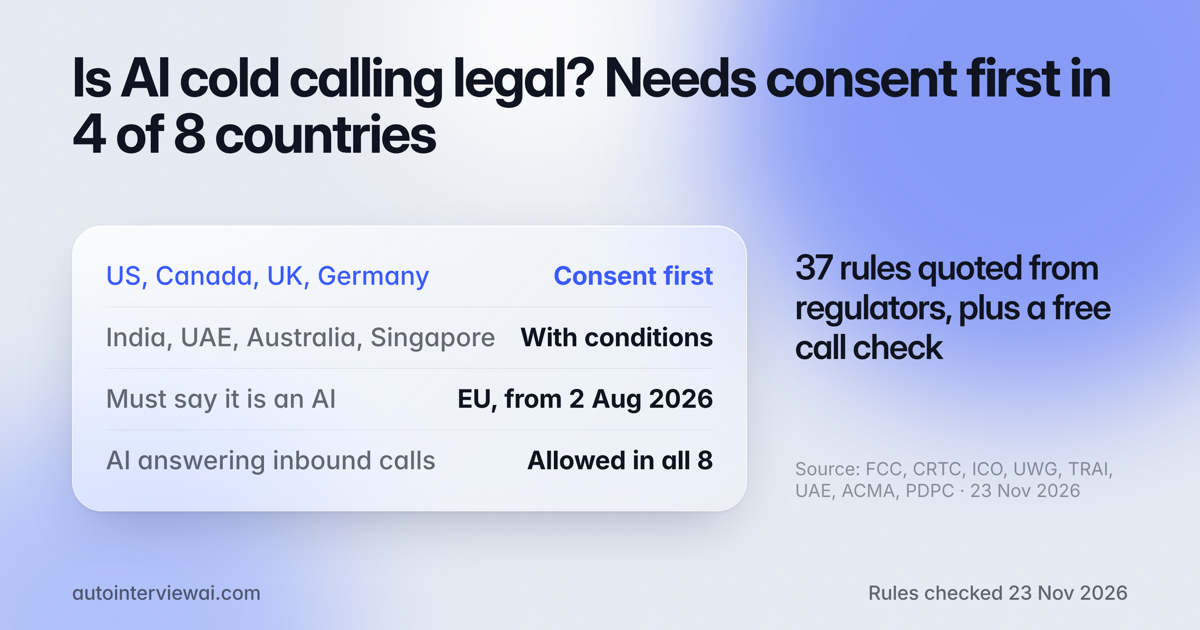 Is AI cold calling legal? Needs consent first in
4 of 8 countries
US, Canada, UK, Germany Consent first
India, UAE, Australia, Singapore With conditions
Must say it is an AI EU, from 2 Aug 2026
AI answering inbound calls Allowed in all 8
37 rules quoted from
regulators, plus a free
call check
Source: FCC, CRTC, ICO, UWG, TRAI,
UAE, ACMA, PDPC · 23 Nov 2026
autointerviewai.com
Rules checked 23 Nov 2026